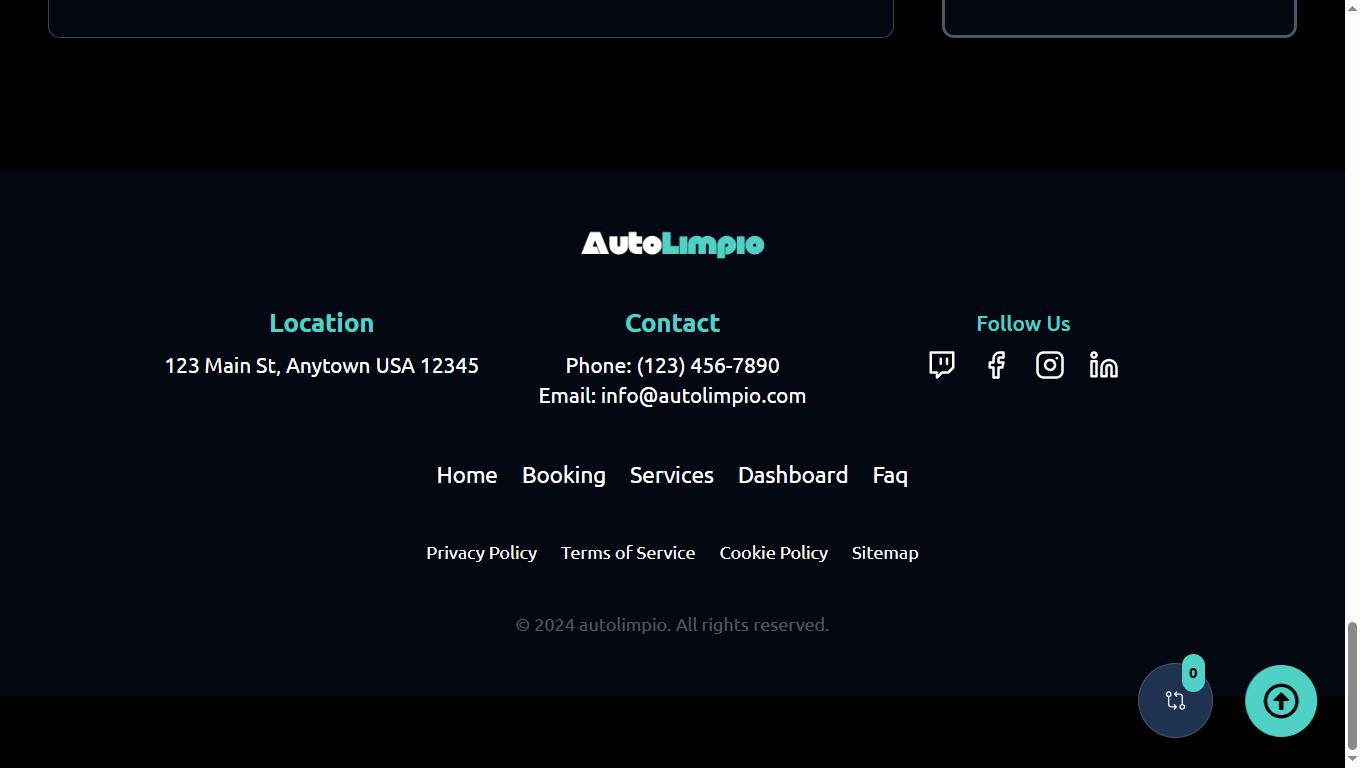 AutoLimpio
Location
123 Main St, Anytown USA 12345
Contact
Phone: (123) 456-7890
Email: info@autolimpio.com
Follow Us
Home Booking Services Dashboard Faq
Privacy Policy Terms of Service Cookie Policy Sitemap
© 2024 autolimpio. All rights reserved.
0